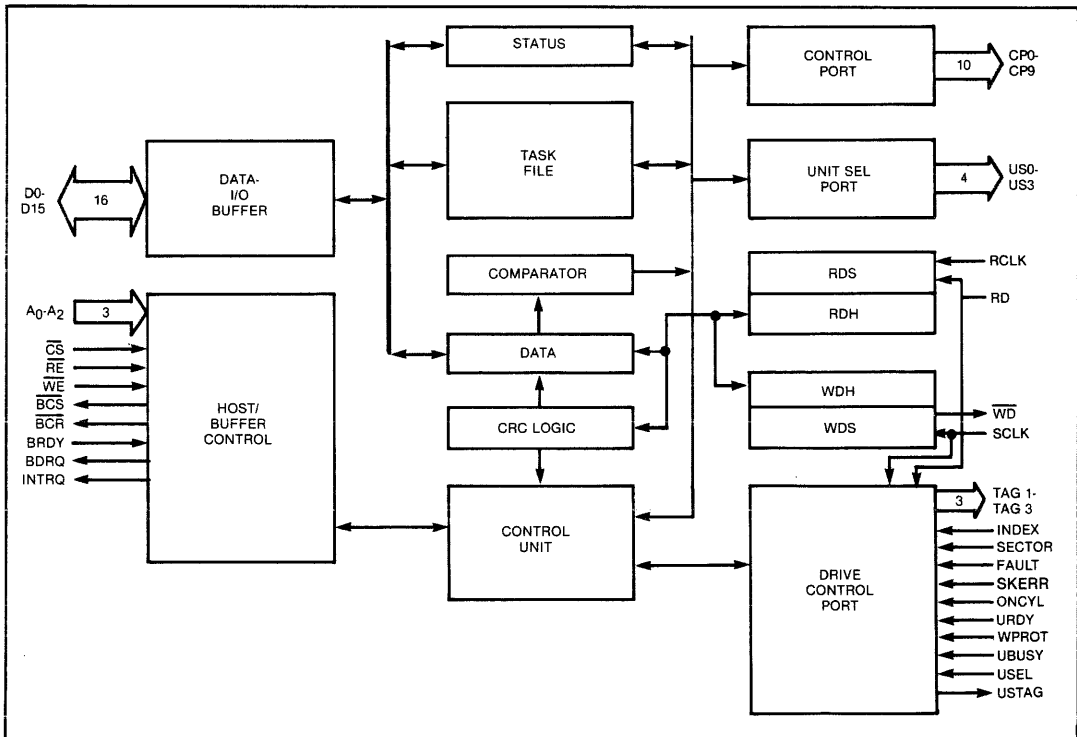 STATUS
CONTROL
PORT
10
CP0-
CP9
TASK
FILE
DATA-
I/O
BUFFER
D0-
D15
16
UNIT SEL
PORT
4
US0-
US3
COMPARATOR
RDS
RDH
RCLK
RD
A0-A2
3
DATA
CS
RE
WE
BCS
BCR
BRDY
BDRQ
INTRQ
HOST/
BUFFER
CONTROL
CRC LOGIC
WDH
WDS
WD
SCLK
CONTROL
UNIT
3
TAG 1-
TAG 3
DRIVE
CONTROL
PORT
INDEX
SECTOR
FAULT
SKERR
ONCYL
URDY
WPROT
UBUSY
USEL
USTAG